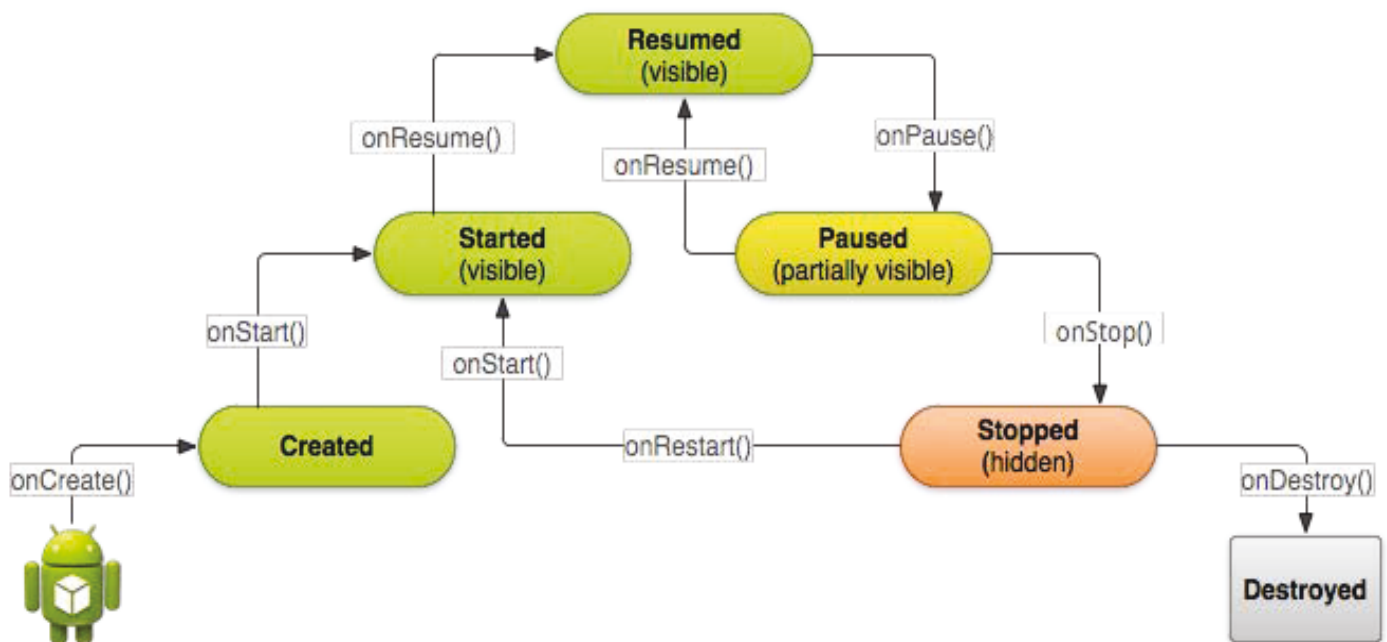 Resumed
(visible)
onResume()
onPause()
onResume()
Started
(visible)
Paused
(partially visible)
onStart()
onStop()
onStart()
Created
onRestart()
Stopped
(hidden)
onCreate()
onDestroy()
Destroyed